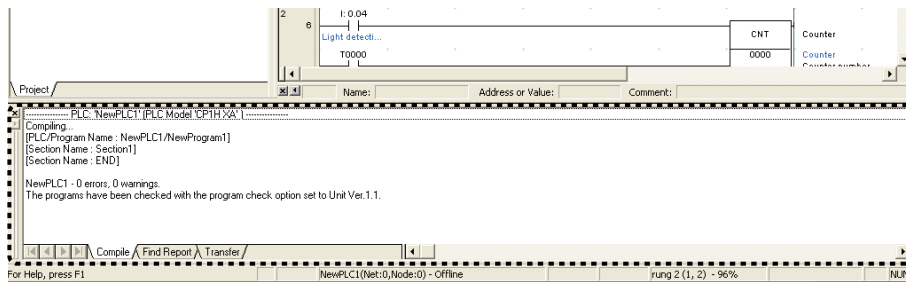 2
6
I: 0.04
Light detecti...
T0000
CNT
0000
Counter
Counter
Counter number
Project
Name:
Address or Value:
Comment:
-------------- PLC: 'NewPLC1' (PLC Model 'CP1H XA' ) --------------
Compiling...
[PLC/Program Name : NewPLC1/NewProgram1]
[Section Name : Section1]
[Section Name : END]
NewPLC1 - 0 errors, 0 warnings.
The programs have been checked with the program check option set to Unit Ver.1.1.
Compile Find Report Transfer
For Help, press F1 NewPLC1(Net:0,Node:0) - Offline rung 2 (1, 2) - 96%